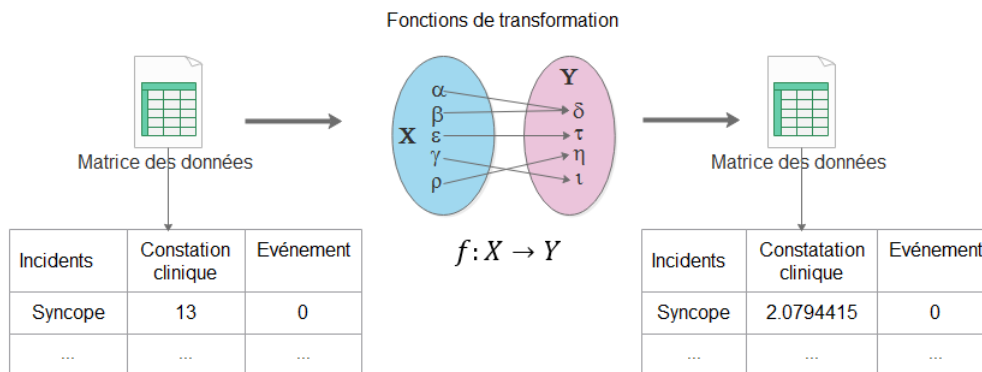 Fonctions de transformation
X
α
β
ε
γ
ρ
Y
δ
τ
η
ι
Matrice des données
Matrice des données
f: X → Y
Incidents Constation clinique Evénement
Syncope 13 0
... ... ...
Incidents Constatation clinique Evénement
Syncope 2.0794415 0
... ... ...